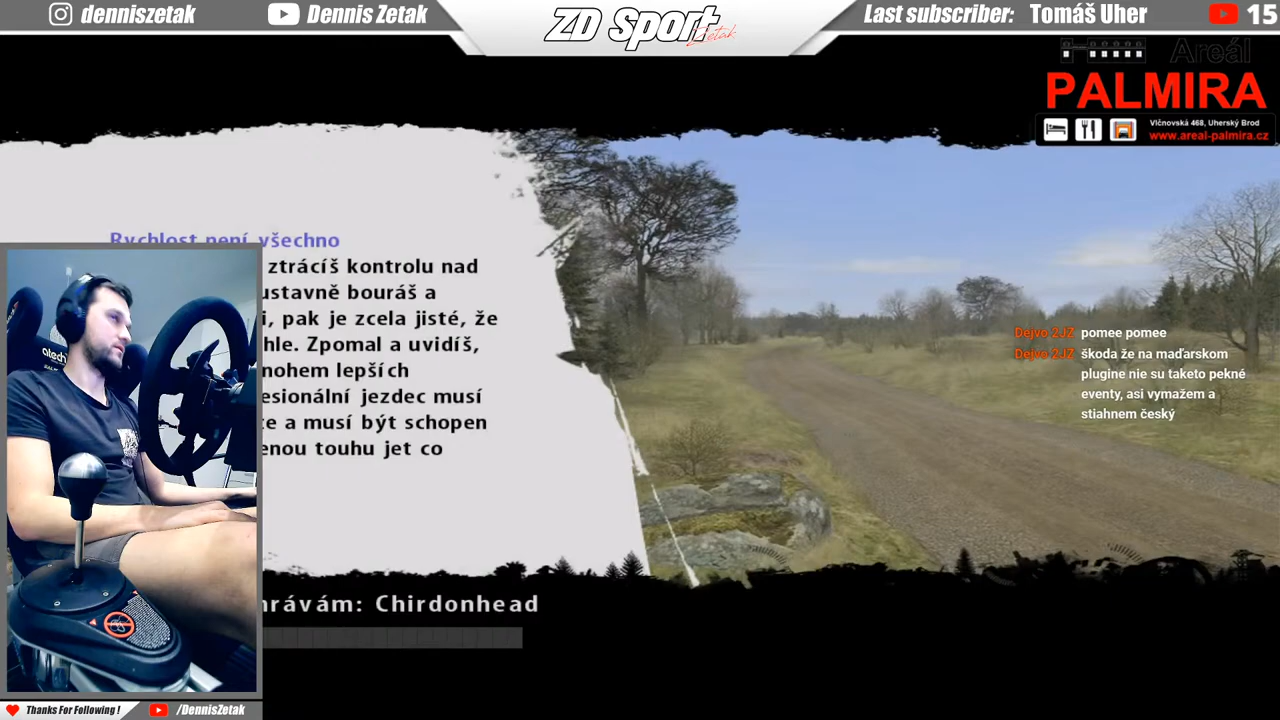 denniszetak
Dennis Zetak
ZD Sport
Zeťák
Last subscriber: Tomáš Uher
15
Areál
PALMIRA
Vlčnovská 468, Uherský Brod
www.areal-palmira.cz
Rychlost není všechno
ztrácíš kontrolu nad
ustavně bouráš a
i, pak je zcela jisté, že
hle. Zpomal a uvidíš,
nohem lepších
esionální jezdec musí
te a musí být schopen
enou touhu jet co
Dejvo 2JZ pomee pomee
Dejvo 2JZ škoda že na maďarskom
plugine nie su taketo pekné
eventy, asi vymažem a
stiahnem český
hrávám: Chirdonhead
Thanks For Following !
/DennisZetak